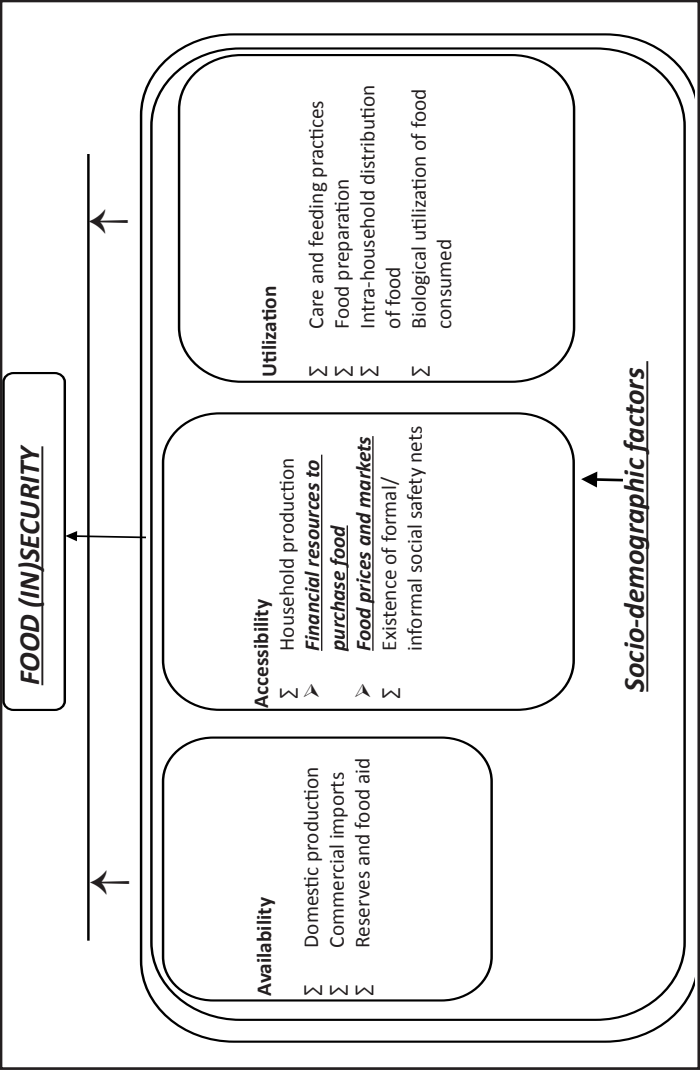 FOOD (IN)SECURITY
Availability
Σ Domestic production
Σ Commercial imports
Σ Reserves and food aid
Accessibility
Σ Household production
➢ Financial resources to
purchase food
➢ Food prices and markets
Σ Existence of formal/
informal social safety nets
Utilization
Σ Care and feeding practices
Σ Food preparation
Σ Intra-household distribution
of food
Σ Biological utilization of food
consumed
Socio-demographic factors